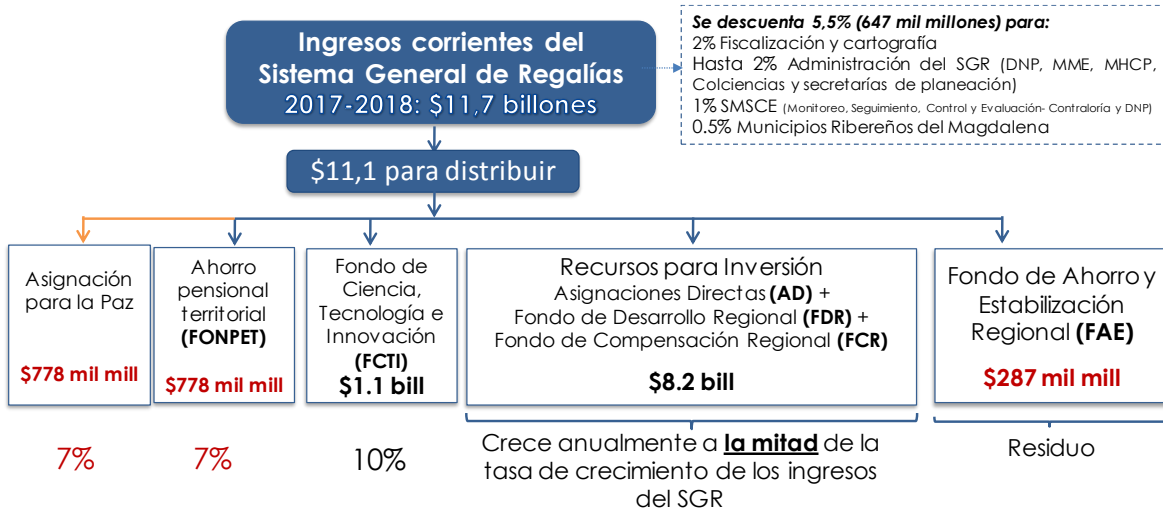 Ingresos corrientes del
Sistema General de Regalías
2017-2018: $11,7 billones
Se descuenta 5,5% (647 mil millones) para:
2% Fiscalización y cartografía
Hasta 2% Administración del SGR (DNP, MME, MHCP,
Colciencias y secretarías de planeación)
1% SMSCE (Monitoreo, Seguimiento, Control y Evaluación- Contraloría y DNP)
0.5% Municipios Ribereños del Magdalena
$11,1 para distribuir
Asignación
para la Paz
$778 mil mill
7%
Ahorro
pensional
territorial
(FONPET)
$778 mil mill
7%
Fondo de
Ciencia,
Tecnología e
Innovación
(FCTI)
$1.1 bill
10%
Recursos para Inversión
Asignaciones Directas (AD) +
Fondo de Desarrollo Regional (FDR) +
Fondo de Compensación Regional (FCR)
$8.2 bill
Crece anualmente a la mitad de la
tasa de crecimiento de los ingresos
del SGR
Fondo de Ahorro y
Estabilización
Regional (FAE)
$287 mil mill
Residuo